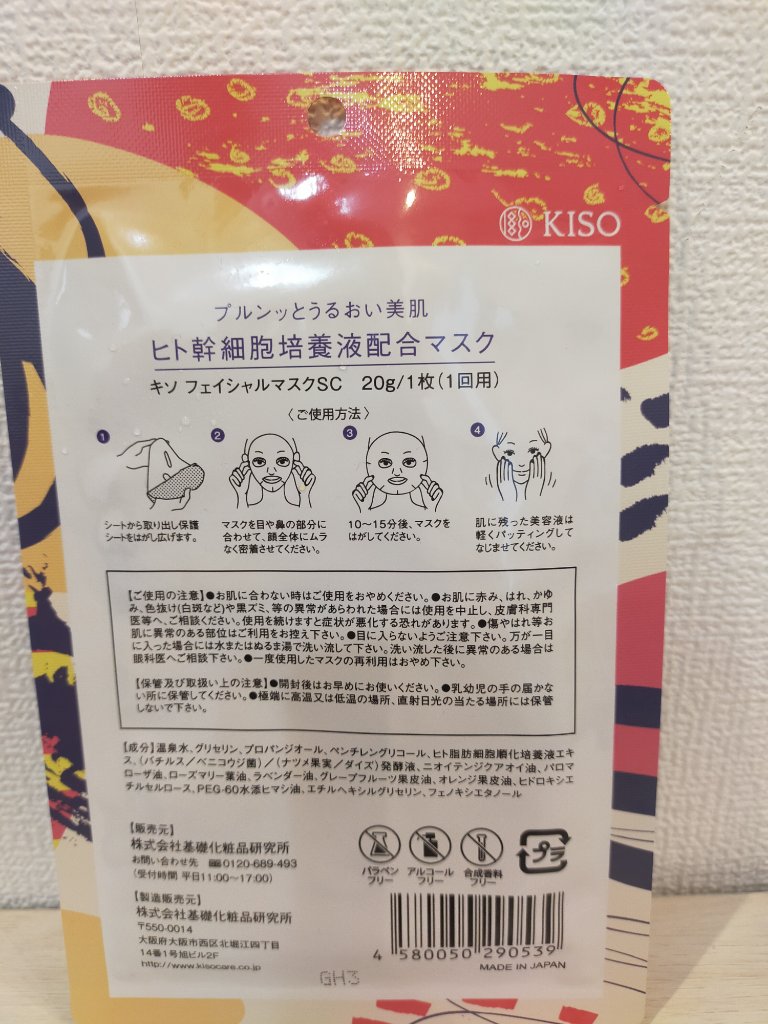 KISO
プルンッとうるおい美肌
ヒト幹細胞培養液配合マスク
キソ フェイシャルマスクSC 20g/1枚(1回用)
〈ご使用方法〉
1
2
3
4
シートから取り出し保護
シートをはがし広げます。
マスクを目や鼻の部分に
合わせて、顔全体にムラ
なく密着させてください。
10〜15分後、マスクを
はがしてください。
肌に残った美容液は
軽くパッティングして
なじませてください。
【ご使用の注意】●お肌に合わない時はご使用をおやめください。●お肌に赤み、はれ、かゆ
み、色抜け(白斑など)や黒ズミ、等の異常があらわれた場合には使用を中止し、皮膚科専門
医等へ、ご相談ください。使用を続けますと症状が悪化する恐れがあります。●傷やはれ等お
肌に異常のある部位はご利用をお控え下さい。●目に入らないようご注意下さい。万が一目
に入った場合には水またはぬるま湯で洗い流して下さい。洗い流した後に異常のある場合は
眼科医へご相談下さい。●一度使用したマスクの再利用はおやめ下さい。
【保管及び取扱い上の注意】●開封後はお早めにお使いください。●乳幼児の手の届かな
い所に保管してください。●極端に高温又は低温の場所、直射日光の当たる場所には保管
しないで下さい。
【成分】温泉水、グリセリン、プロパンジオール、ペンチレングリコール、ヒト脂肪細胞順化培養液エキ
ス、(バチルス/ベニコウジ菌)/(ナツメ果実/ダイズ)発酵液、ニオイテンジクアオイ油、パロマ
ローザ油、ローズマリー葉油、ラベンダー油、グレープフルーツ果皮油、オレンジ果皮油、ヒドロキシエ
チルセルロース、PEG-60水添ヒマシ油、エチルヘキシルグリセリン、フェノキシエタノール
【販売元】
株式会社基礎化粧品研究所
お問い合わせ先 0120-689-493
(受付時間 平日11:00〜17:00)
【製造販売元】
株式会社基礎化粧品研究所
〒550-0014
大阪府大阪市西区北堀江四丁目
14番1号旭ビル2F
http://www.kisocare.co.jp
パラベン
フリー
アルコール
フリー
合成香料
フリー
プラ
4 580050 290539
MADE IN JAPAN
GH3